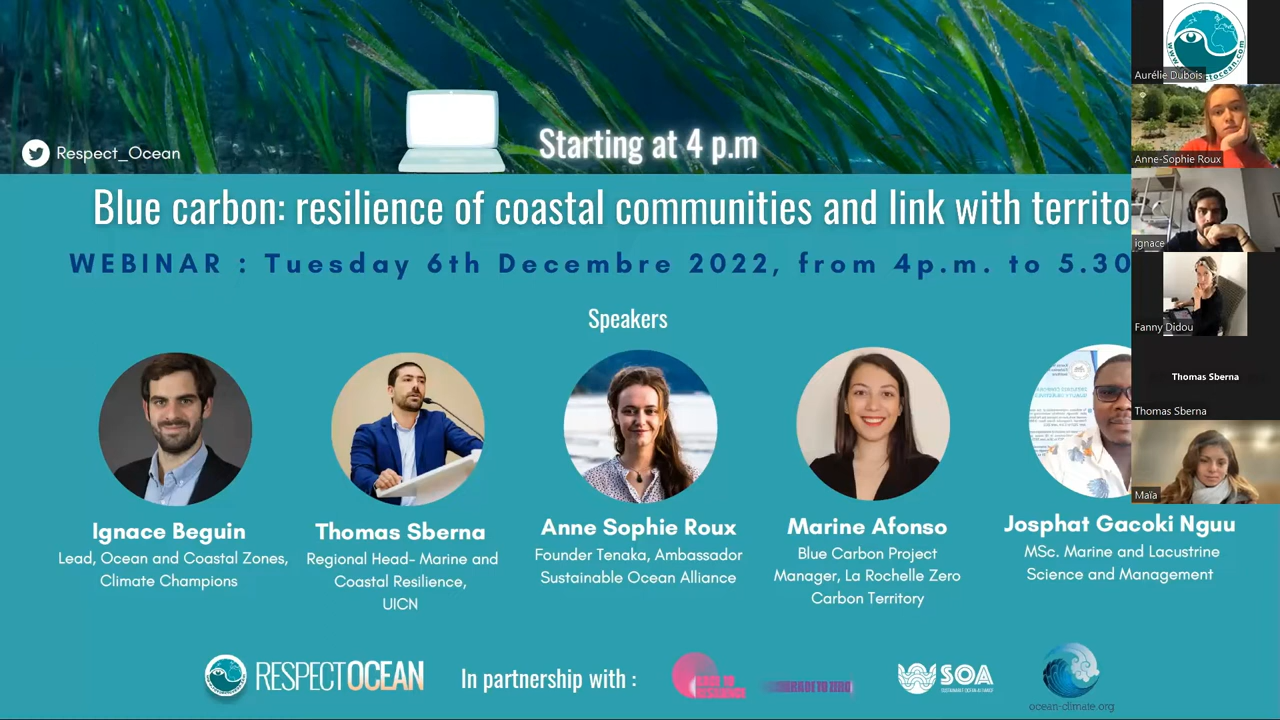 Respect_Ocean
Starting at 4 p.m
Blue carbon: resilience of coastal communities and link with territo
WEBINAR : Tuesday 6th Decembre 2022, from 4p.m. to 5.30
Speakers
Ignace Beguin
Lead, Ocean and Coastal Zones,
Climate Champions
Thomas Sberna
Regional Head- Marine and
Coastal Resilience,
UICN
Anne Sophie Roux
Founder Tenaka, Ambassador
Sustainable Ocean Alliance
Marine Afonso
Blue Carbon Project
Manager, La Rochelle Zero
Carbon Territory
Josphat Gacoki Nguu
MSc. Marine and Lacustrine
Science and Management
RESPECTOCEAN
In partnership with :
SOA
SUSTAINABLE OCEAN ALLIANCE
ocean-climate.org
Aurélie Dubois
Anne-Sophie Roux
ignace
Fanny Didou
Thomas Sberna
Thomas Sberna
Maïa